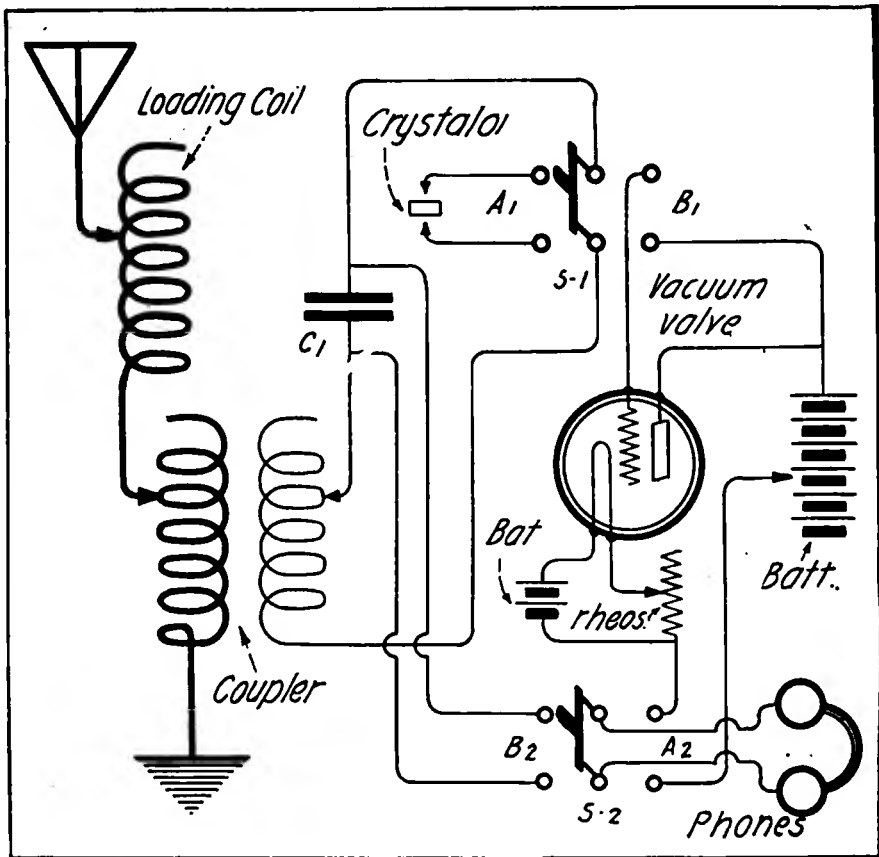 Loading Coil
Crystaloi
A1
B1
S-1
Vacuum
valve
C1
Bat
rheos.
Batt.
Coupler
B2
A2
S-2
Phones